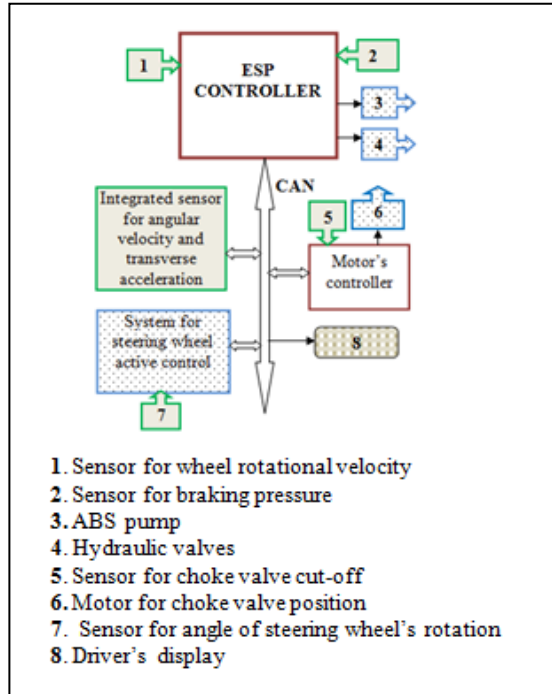 1
2
ESP
CONTROLLER
3
4
CAN
Integrated sensor
for angular
velocity and
transverse
acceleration
5
6
Motor's
controller
System for
steering wheel
active control
8
7
1. Sensor for wheel rotational velocity
2. Sensor for braking pressure
3. ABS pump
4. Hydraulic valves
5. Sensor for choke valve cut-off
6. Motor for choke valve position
7. Sensor for angle of steering wheel's rotation
8. Driver's display